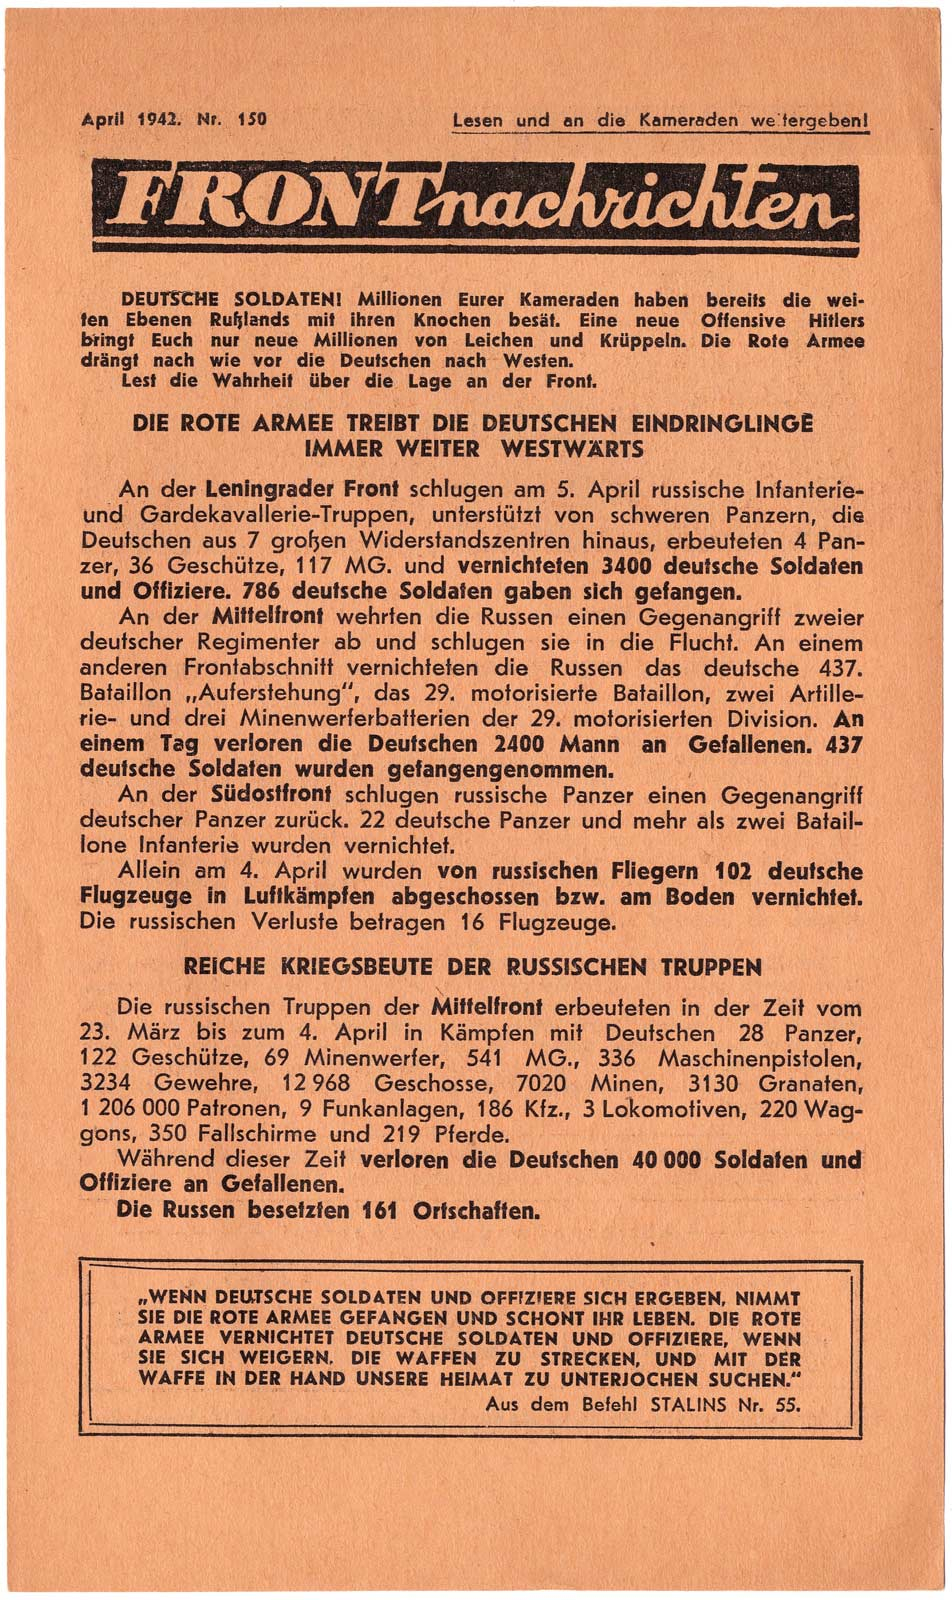 April 1942. Nr. 150 Lesen und an die Kameraden weitergeben!
FRONTnachrichten
DEUTSCHE SOLDATEN! Millionen Eurer Kameraden haben bereits die wei-
ten Ebenen Rußlands mit ihren Knochen besät. Eine neue Offensive Hitlers
bringt Euch nur neue Millionen von Leichen und Krüppeln. Die Rote Armee
drängt nach wie vor die Deutschen nach Westen.
Lest die Wahrheit über die Lage an der Front.
DIE ROTE ARMEE TREIBT DIE DEUTSCHEN EINDRINGLINGE
IMMER WEITER WESTWÄRTS
An der Leningrader Front schlugen am 5. April russische Infanterie-
und Gardekavallerie-Truppen, unterstützt von schweren Panzern, die
Deutschen aus 7 großen Widerstandszentren hinaus, erbeuteten 4 Pan-
zer, 36 Geschütze, 117 MG. und vernichteten 3400 deutsche Soldaten
und Offiziere. 786 deutsche Soldaten gaben sich gefangen.
An der Mittelfront wehrten die Russen einen Gegenangriff zweier
deutscher Regimenter ab und schlugen sie in die Flucht. An einem
anderen Frontabschnitt vernichteten die Russen das deutsche 437.
Bataillon „Auferstehung“, das 29. motorisierte Bataillon, zwei Artille-
rie- und drei Minenwerferbatterien der 29. motorisierten Division. An
einem Tag verloren die Deutschen 2400 Mann an Gefallenen. 437
deutsche Soldaten wurden gefangengenommen.
An der Südostfront schlugen russische Panzer einen Gegenangriff
deutscher Panzer zurück. 22 deutsche Panzer und mehr als zwei Batail-
lone Infanterie wurden vernichtet.
Allein am 4. April wurden von russischen Fliegern 102 deutsche
Flugzeuge in Luftkämpfen abgeschossen bzw. am Boden vernichtet.
Die russischen Verluste betragen 16 Flugzeuge.
REICHE KRIEGSBEUTE DER RUSSISCHEN TRUPPEN
Die russischen Truppen der Mittelfront erbeuteten in der Zeit vom
23. März bis zum 4. April in Kämpfen mit Deutschen 28 Panzer,
122 Geschütze, 69 Minenwerfer, 541 MG., 336 Maschinenpistolen,
3234 Gewehre, 12 968 Geschosse, 7020 Minen, 3130 Granaten,
1 206 000 Patronen, 9 Funkanlagen, 186 Kfz., 3 Lokomotiven, 220 Wag-
gons, 350 Fallschirme und 219 Pferde.
Während dieser Zeit verloren die Deutschen 40 000 Soldaten und
Offiziere an Gefallenen.
Die Russen besetzten 161 Ortschaften.
„WENN DEUTSCHE SOLDATEN UND OFFIZIERE SICH ERGEBEN, NIMMT
SIE DIE ROTE ARMEE GEFANGEN UND SCHONT IHR LEBEN. DIE ROTE
ARMEE VERNICHTET DEUTSCHE SOLDATEN UND OFFIZIERE, WENN
SIE SICH WEIGERN, DIE WAFFEN ZU STRECKEN, UND MIT DER
WAFFE IN DER HAND UNSERE HEIMAT ZU UNTERJOCHEN SUCHEN.“
Aus dem Befehl STALINS Nr. 55.